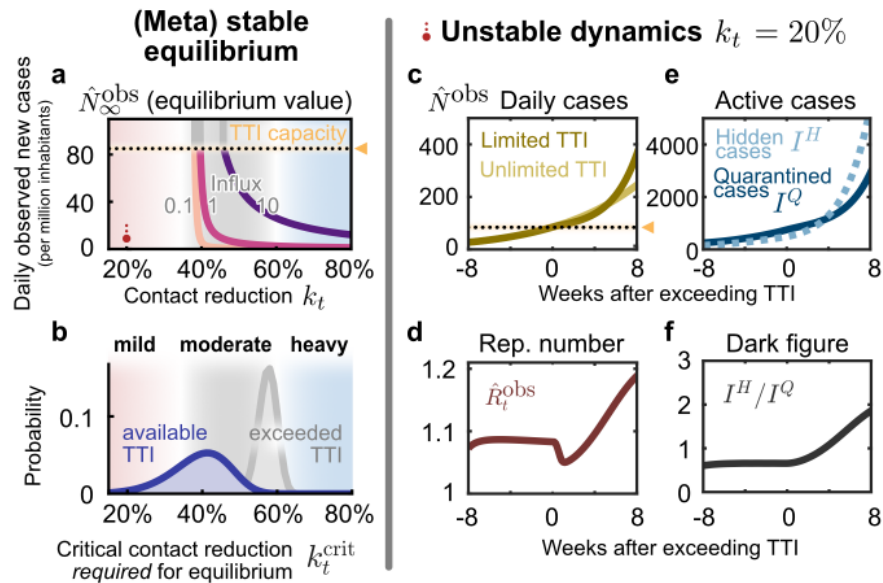 (Meta) stable
equilibrium
Unstable dynamics k_t = 20%
a
N̂_∞^obs (equilibrium value)
Daily observed new cases
(per million inhabitants)
80
40
0
TTI capacity
Influx
0.1 1 10
15% 20% 40% 60% 80%
Contact reduction k_t
b
mild moderate heavy
Probability
0.1
0
available
TTI
exceeded
TTI
20% 40% 60% 80%
Critical contact reduction
required for equilibrium k_t^crit
c
N̂^obs Daily cases
400
200
0
Limited TTI
Unlimited TTI
-8 0 8
e
Active cases
5000
2500
0
Hidden I^H
cases
Quarantined
cases I^Q
-8 0 8
Weeks after exceeding TTI
d
Rep. number
1.2
1.1
1
R̂_t^obs
-8 0 8
f
Dark figure
3
2
1
0
I^H/I^Q
-8 0 8
Weeks after exceeding TTI